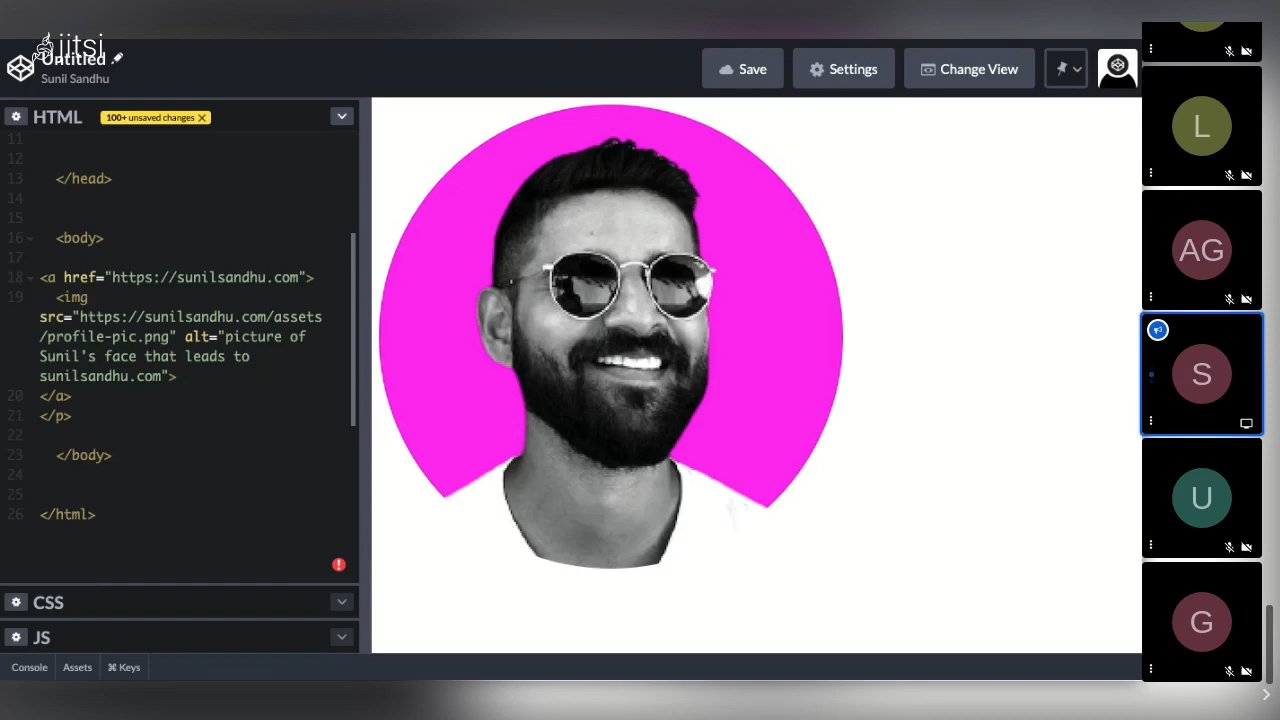 jitsi
Untitled
Sunil Sandhu
Save
Settings
Change View
HTML
100+ unsaved changes X
11
12
13 </head>
14
15
16 <body>
17
18 <a href="https://sunilsandhu.com">
19 <img
src="https://sunilsandhu.com/assets
/profile-pic.png" alt="picture of
Sunil's face that leads to
sunilsandhu.com">
20 </a>
21 </p>
22
23 </body>
24
25
26 </html>
CSS
JS
Console Assets ⌘ Keys
L
AG
S
U
G